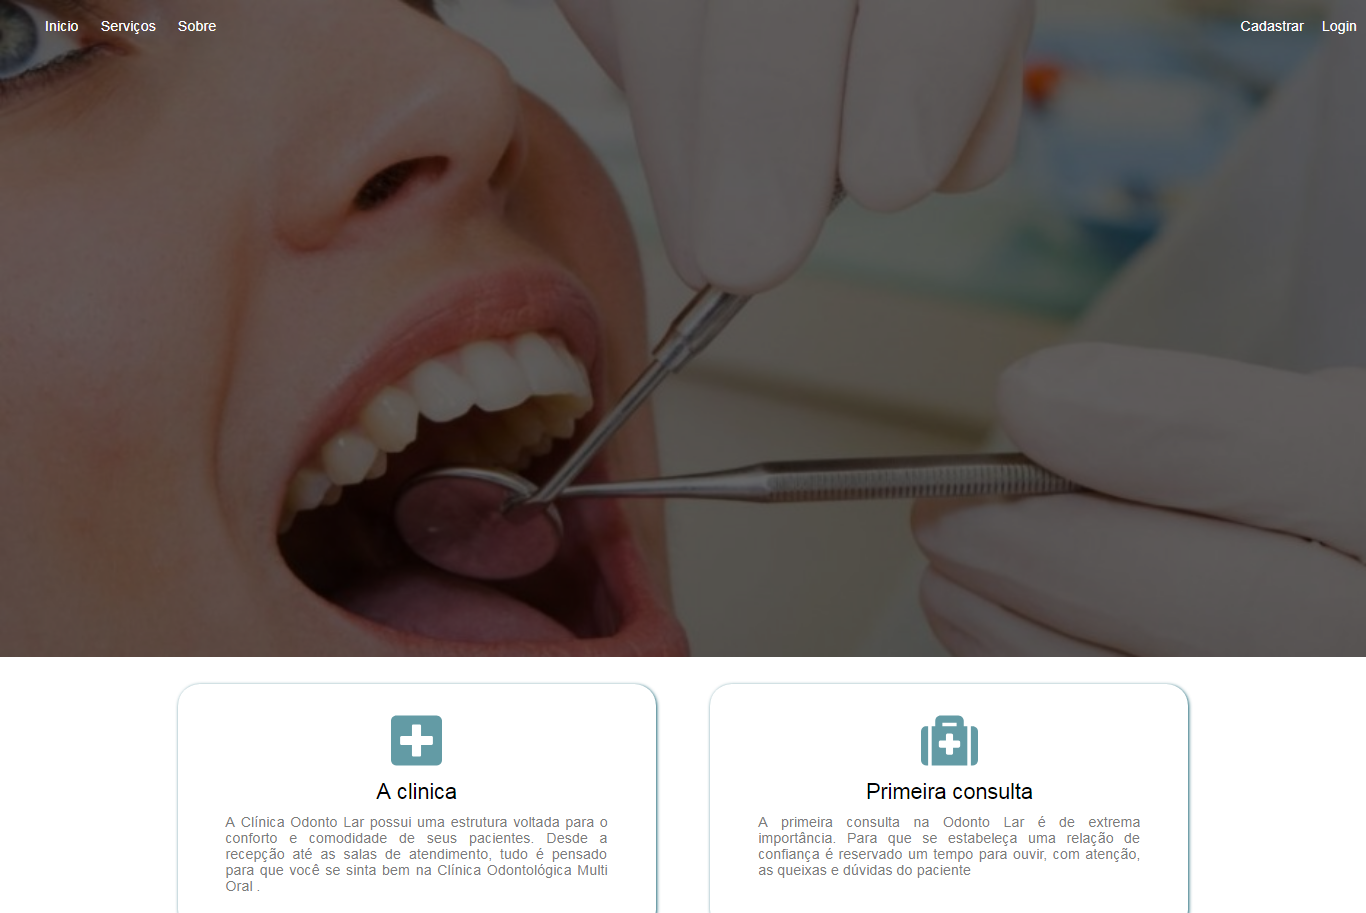 Inicio Serviços Sobre Cadastrar Login
A clinica
A Clínica Odonto Lar possui uma estrutura voltada para o
conforto e comodidade de seus pacientes. Desde a
recepção até as salas de atendimento, tudo é pensado
para que você se sinta bem na Clínica Odontológica Multi
Oral .
Primeira consulta
A primeira consulta na Odonto Lar é de extrema
importância. Para que se estabeleça uma relação de
confiança é reservado um tempo para ouvir, com atenção,
as queixas e dúvidas do paciente